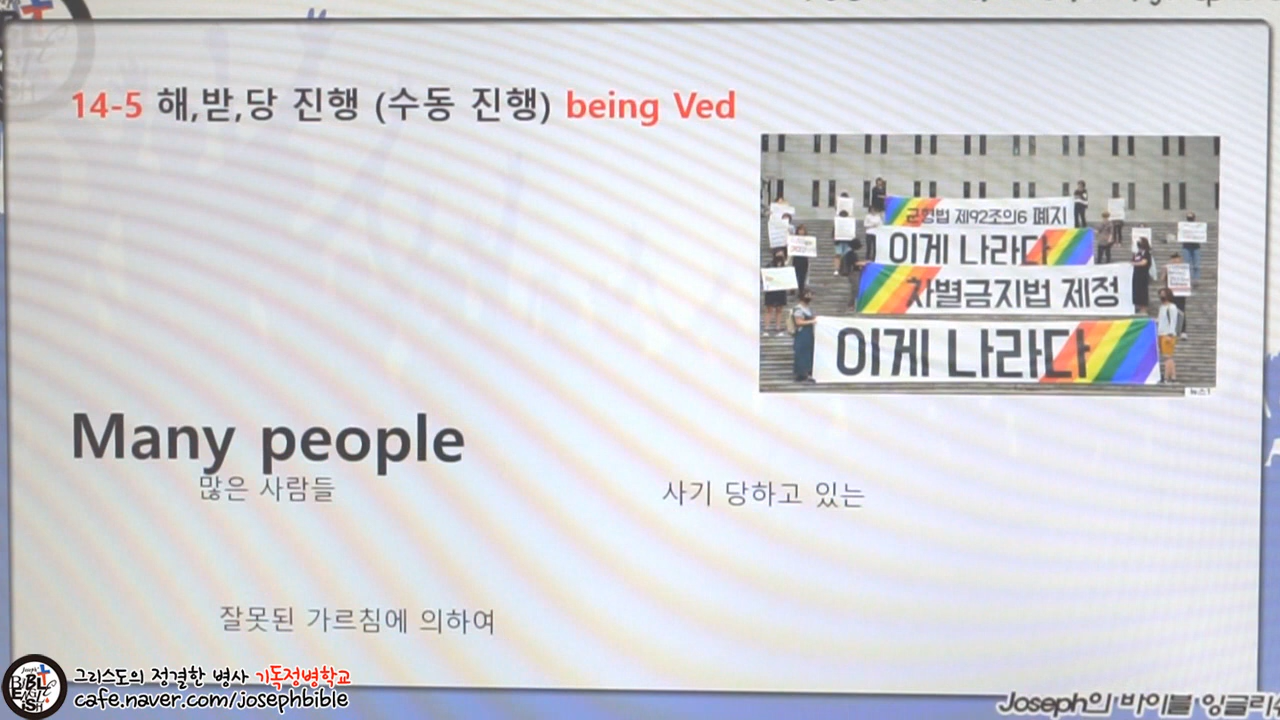 14-5 해,받,당 진행 (수동 진행) being Ved
군형법 제92조의6 폐지
이게 나라다
차별금지법 제정
이게 나라다
뉴스1
Many people
많은 사람들
사기 당하고 있는
잘못된 가르침에 의하여
그리스도의 정결한 병사 기독정병학교
cafe.naver.com/josephbible
Joseph의 바이블 잉글리